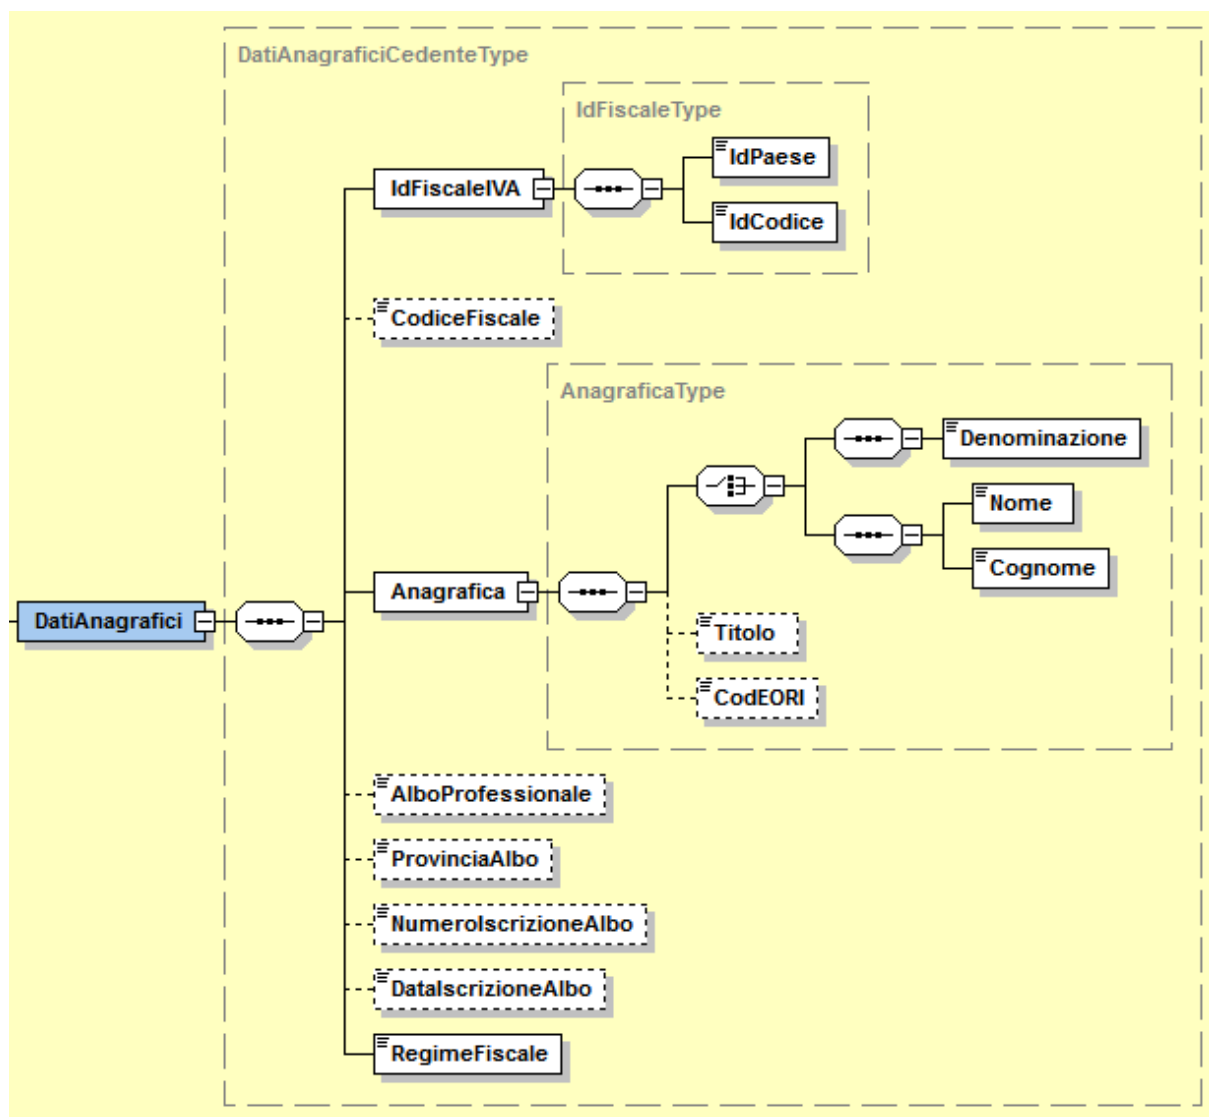 DatiAnagraficiCedenteType
IdFiscaleType
IdPaese
IdFiscaleIVA
IdCodice
CodiceFiscale
AnagraficaType
Denominazione
Nome
Cognome
Anagrafica
DatiAnagrafici
Titolo
CodEORI
AlboProfessionale
ProvinciaAlbo
NumeroIscrizioneAlbo
DataIscrizioneAlbo
RegimeFiscale